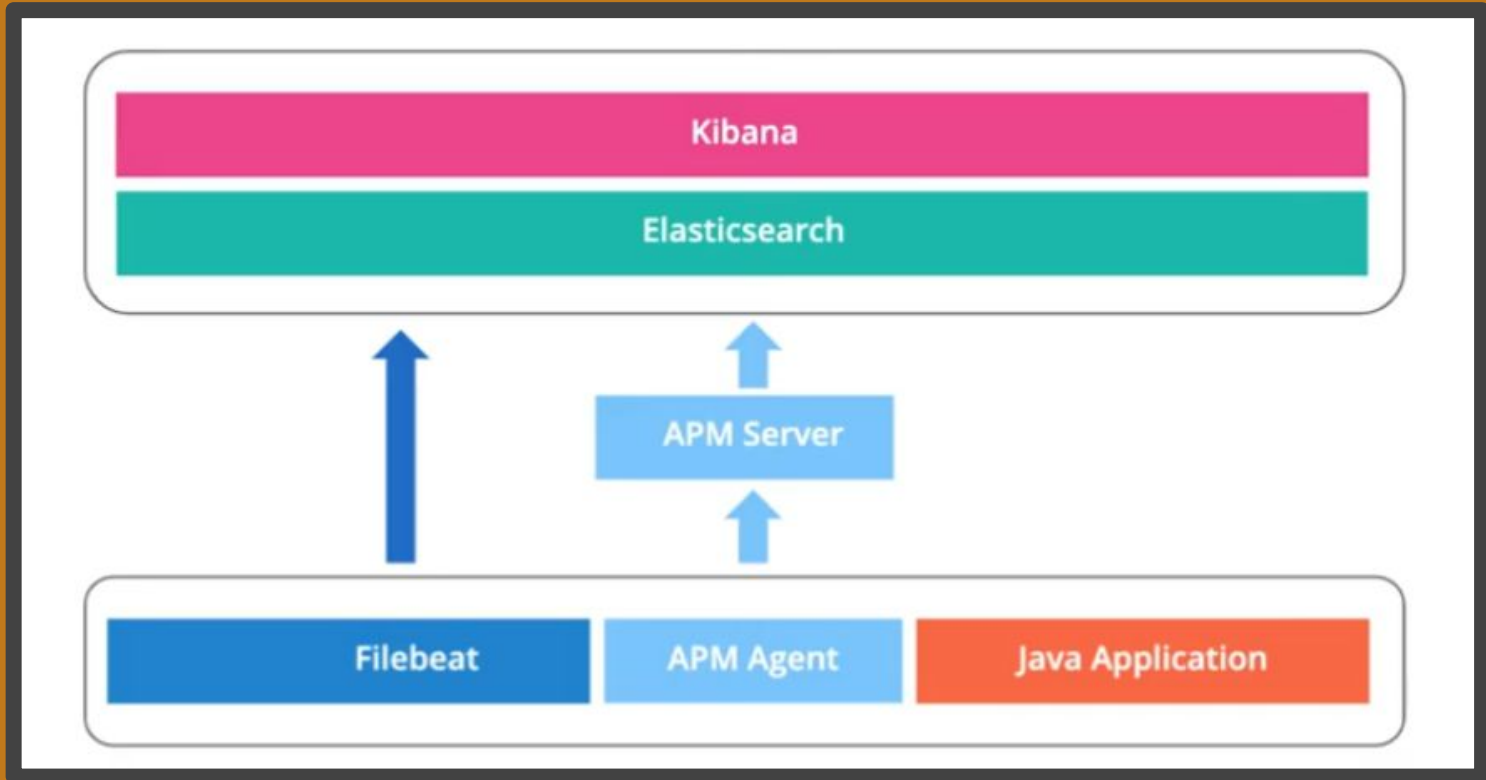 Kibana
Elasticsearch
APM Server
Filebeat
APM Agent
Java Application